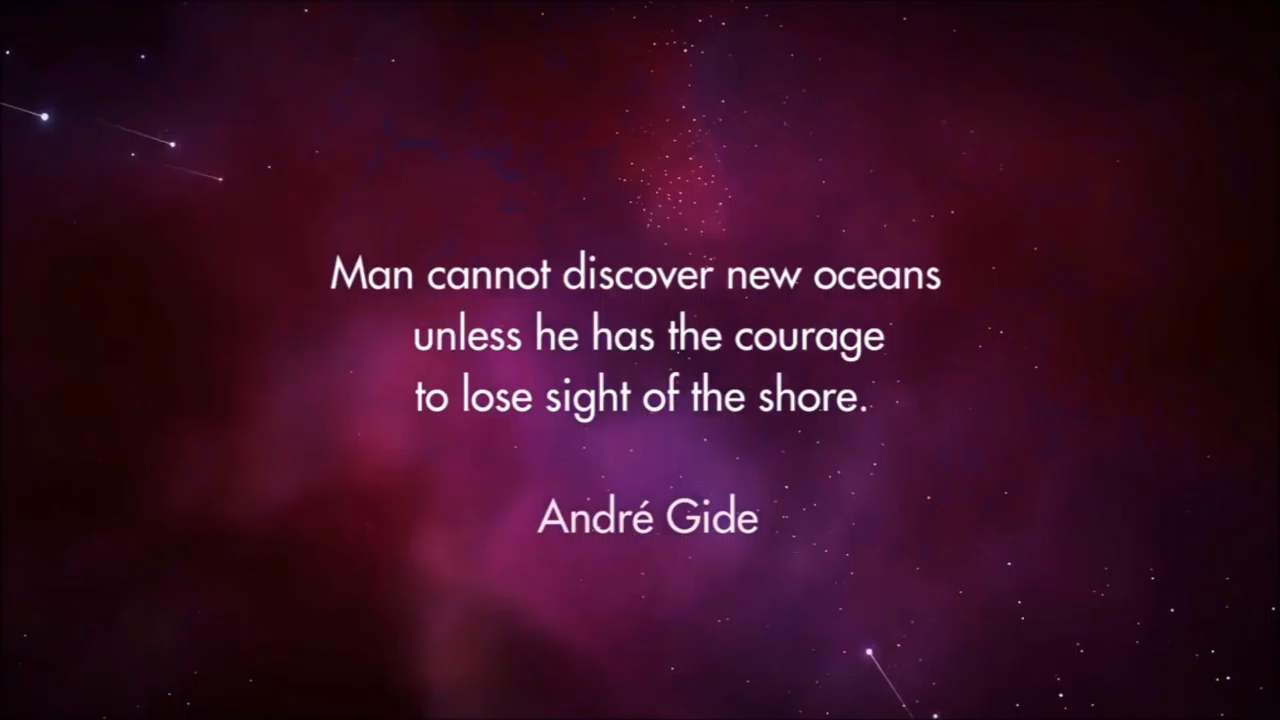 Man cannot discover new oceans
unless he has the courage
to lose sight of the shore.
André Gide